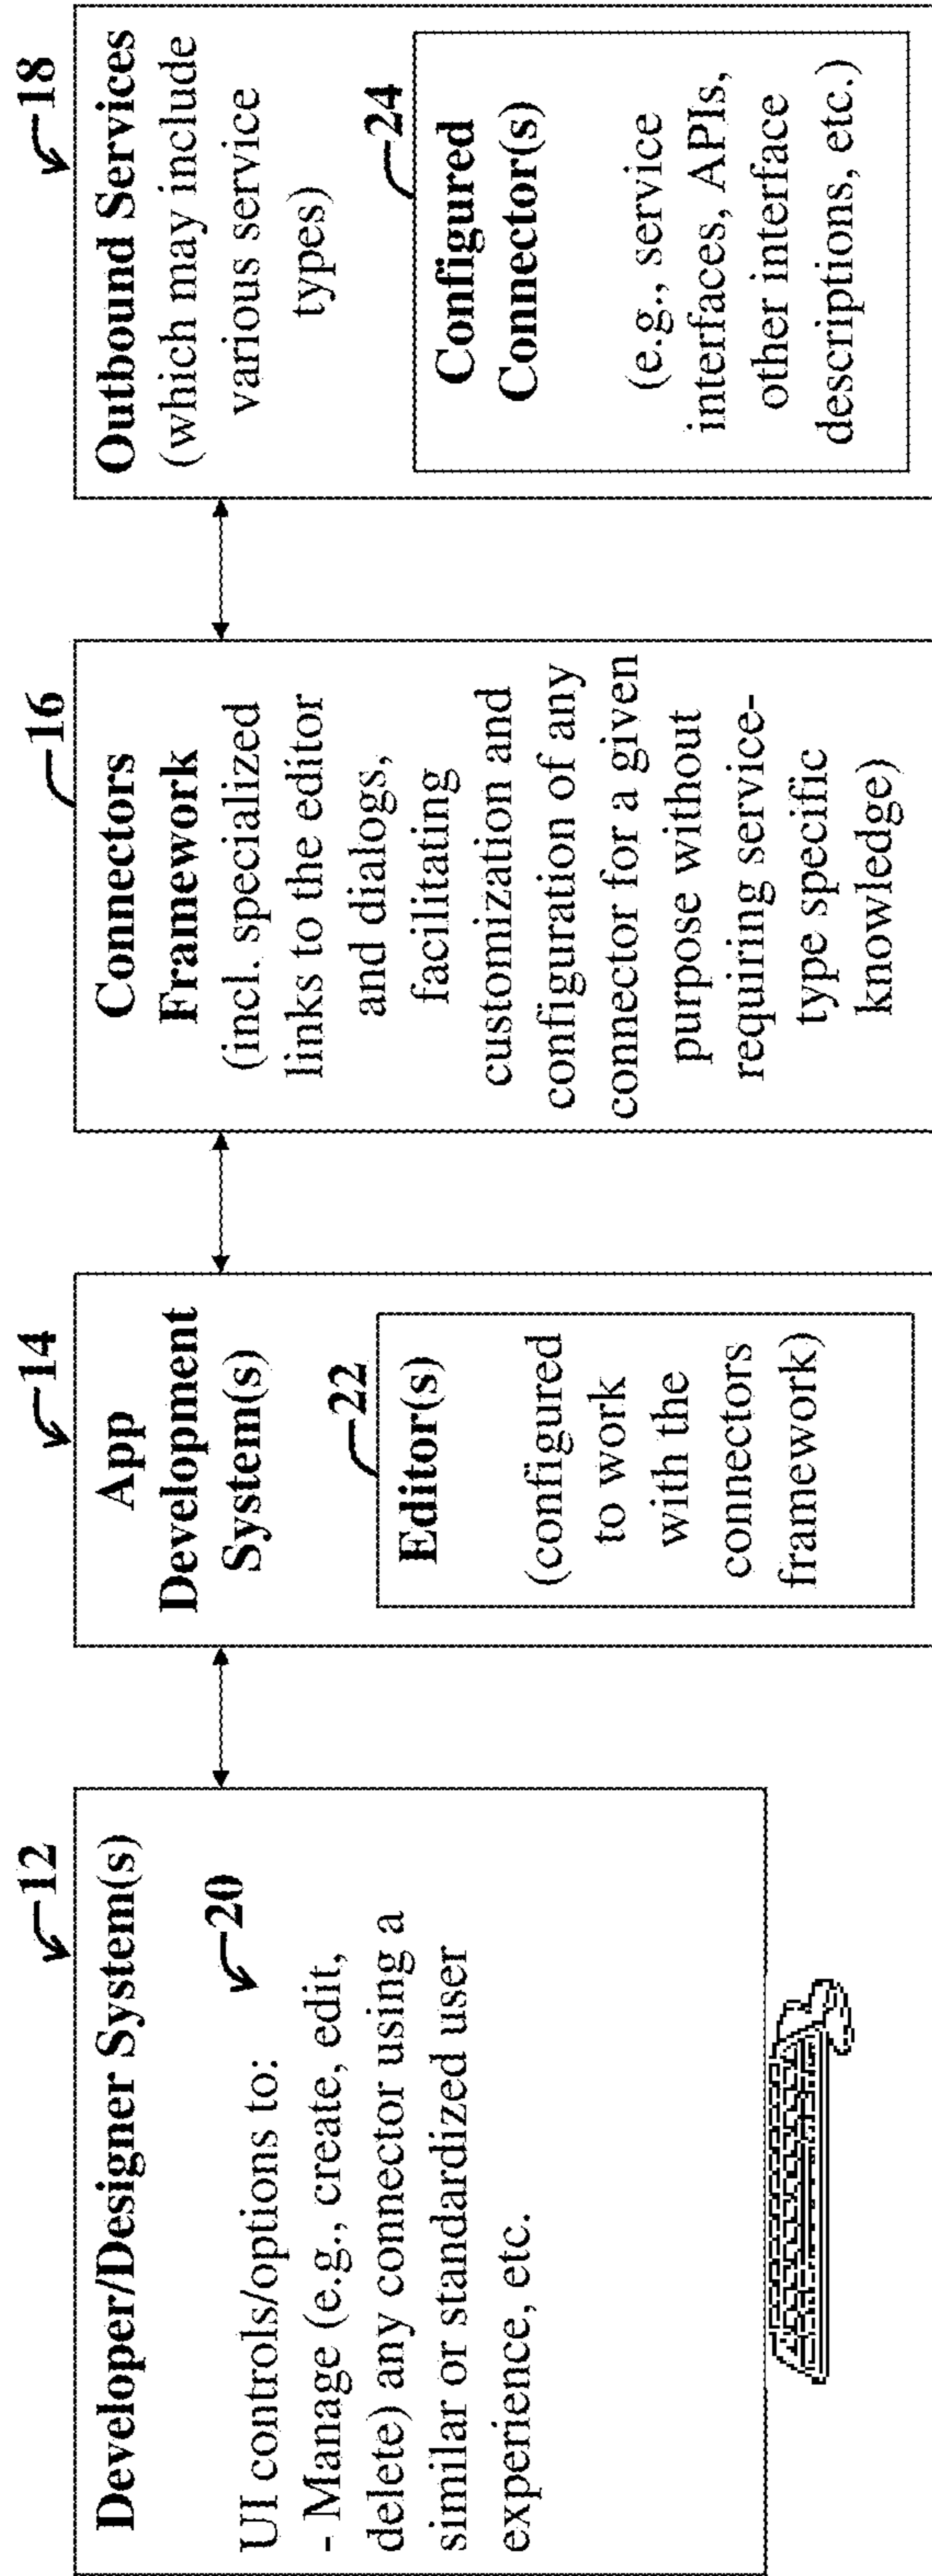 12
Developer/Designer System(s)
20
UI controls/options to:
- Manage (e.g., create, edit,
delete) any connector using a
similar or standardized user
experience, etc.
14
App
Development
System(s)
22
Editor(s)
(configured
to work
with the
connectors
framework)
16
Connectors
Framework
(incl. specialized
links to the editor
and dialogs,
facilitating
customization and
configuration of any
connector for a given
purpose without
requiring service-
type specific
knowledge)
18
Outbound Services
(which may include
various service
types)
24
Configured
Connector(s)
(e.g., service
interfaces, APIs,
other interface
descriptions, etc.)